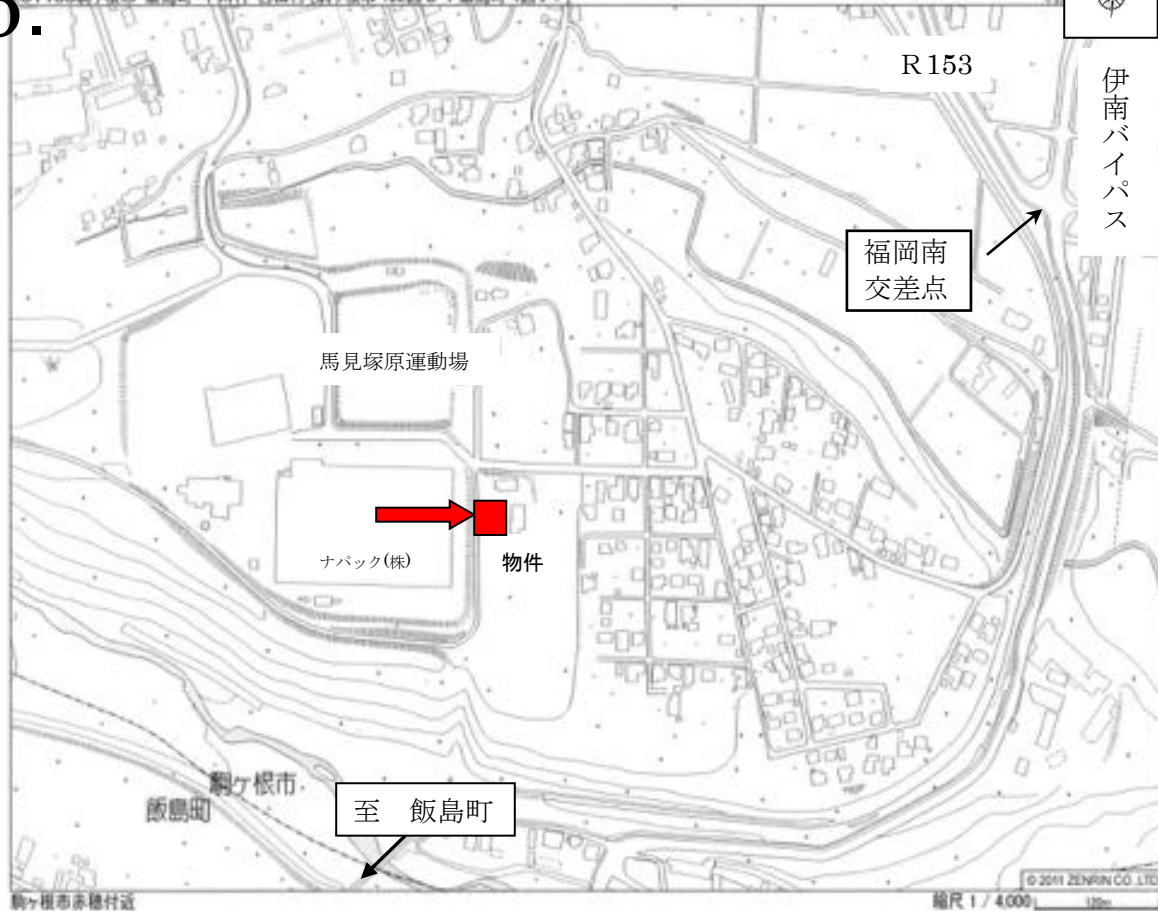 R153
伊南バイパス
福岡南
交差点
馬見塚原運動場
ナパック(株)
物件
駒ヶ根市
飯島町
至 飯島町
© 2011 ZENRIN CO. LTD
駒ヶ根市赤穂付近
縮尺 1 / 4,000
120m